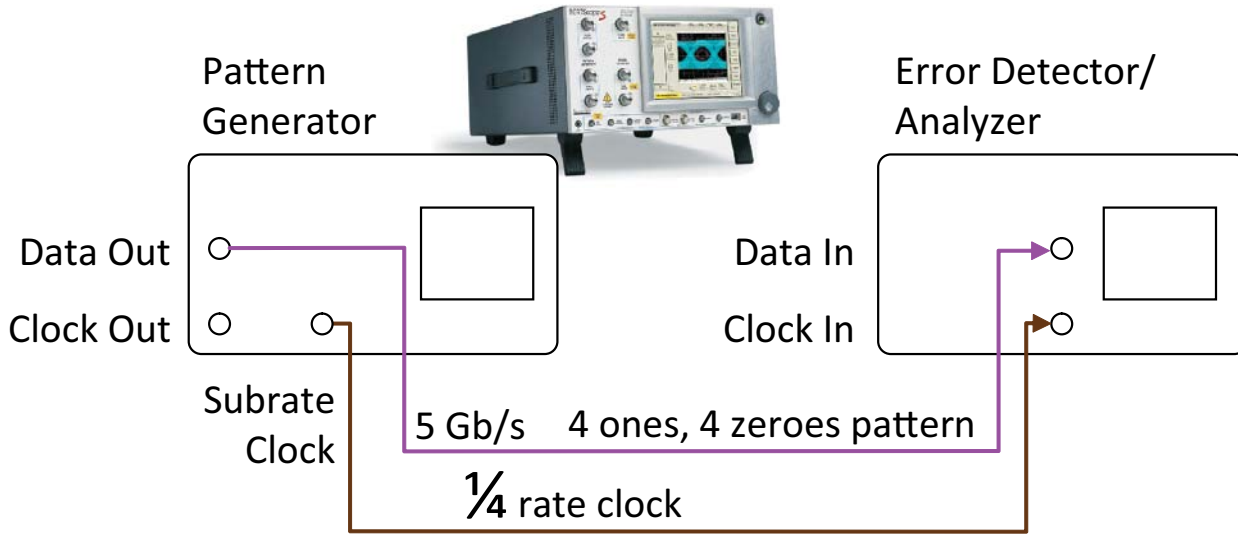 Pattern
Generator
Error Detector/
Analyzer
Data Out
Data In
Clock Out
Clock In
Subrate
Clock
5 Gb/s 4 ones, 4 zeroes pattern
¼ rate clock